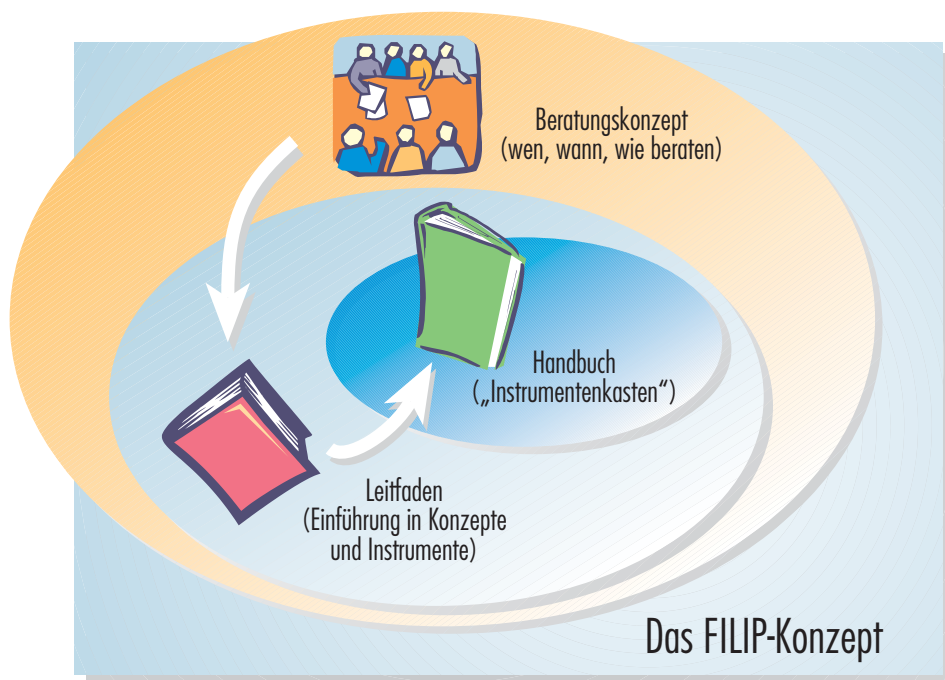 Beratungskonzept
(wen, wann, wie beraten)
Handbuch
(„Instrumentenkasten“)
Leitfaden
(Einführung in Konzepte
und Instrumente)
Das FILIP-Konzept